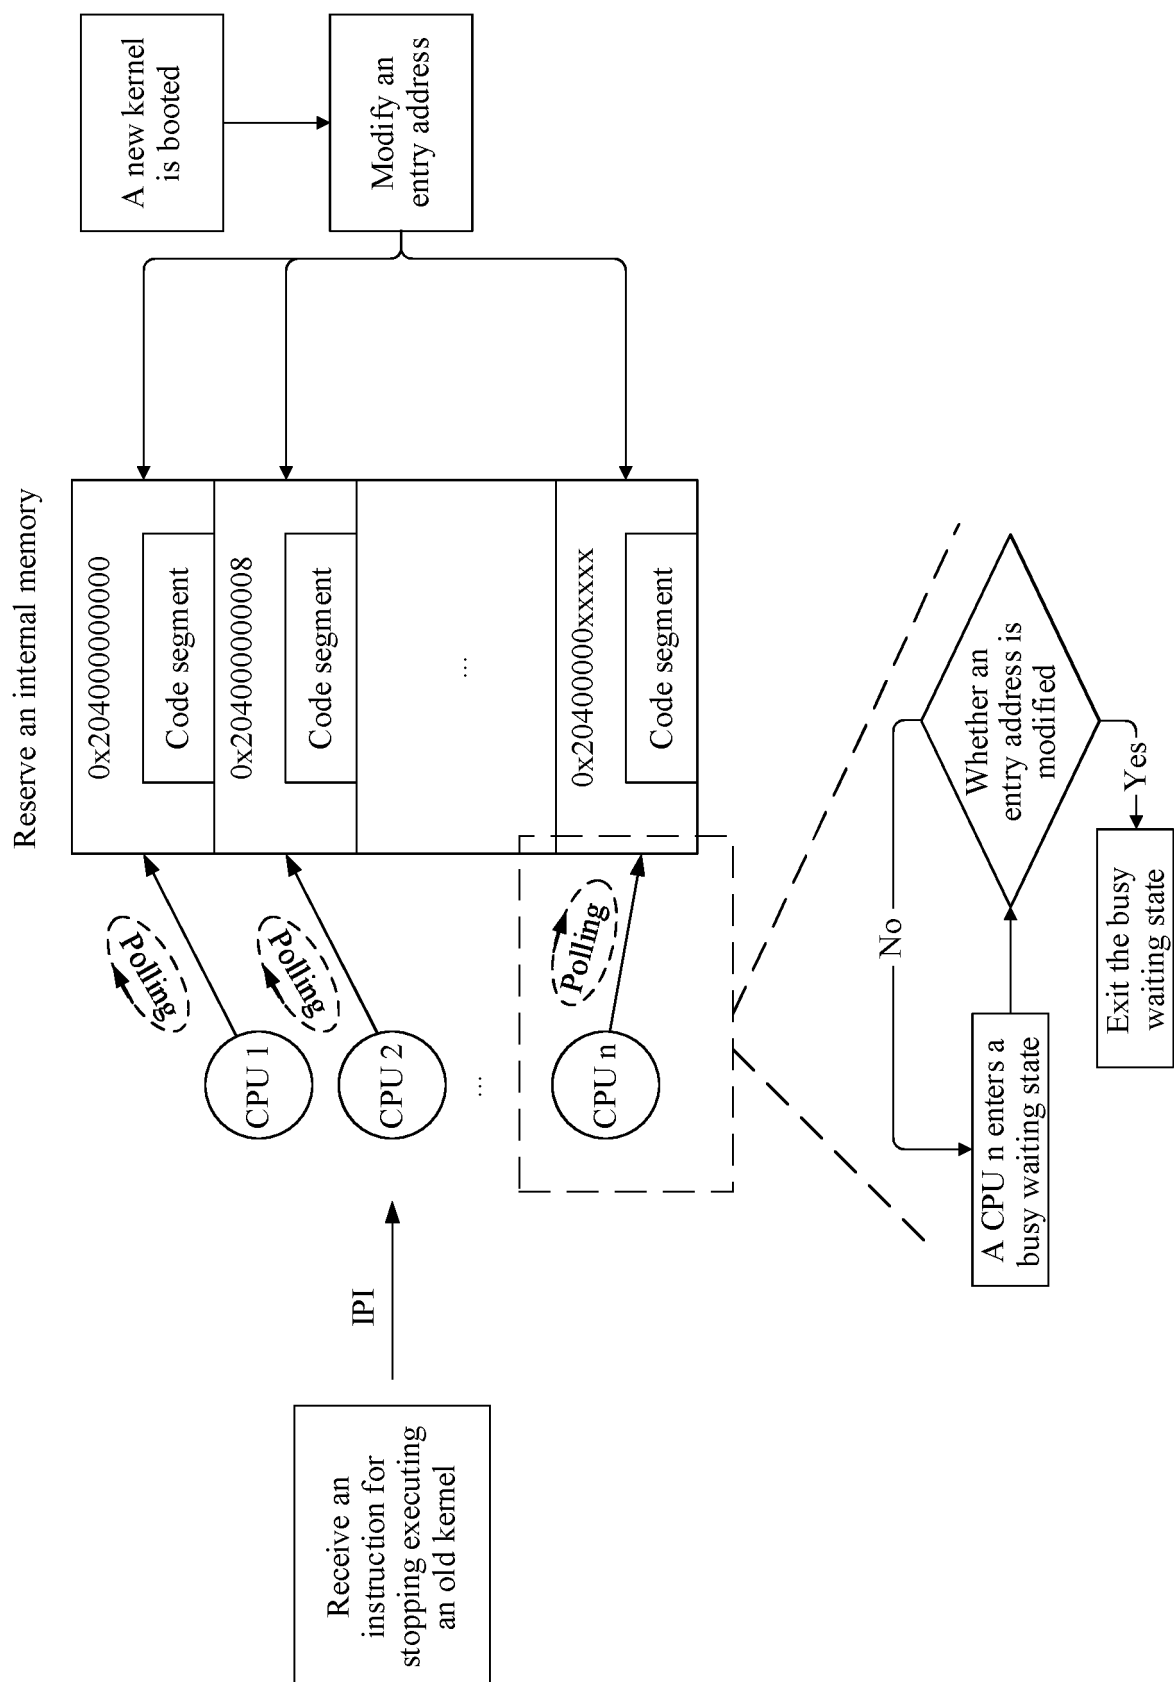 Reserve an internal memory
Receive an
instruction for
stopping executing
an old kernel
IPI
CPU 1
CPU 2
...
CPU n
Polling
Polling
Polling
0x20400000000
Code segment
0x20400000008
Code segment
...
0x20400000xxxxx
Code segment
A new kernel
is booted
Modify an
entry address
A CPU n enters a
busy waiting state
No
Whether an
entry address is
modified
Yes
Exit the busy
waiting state